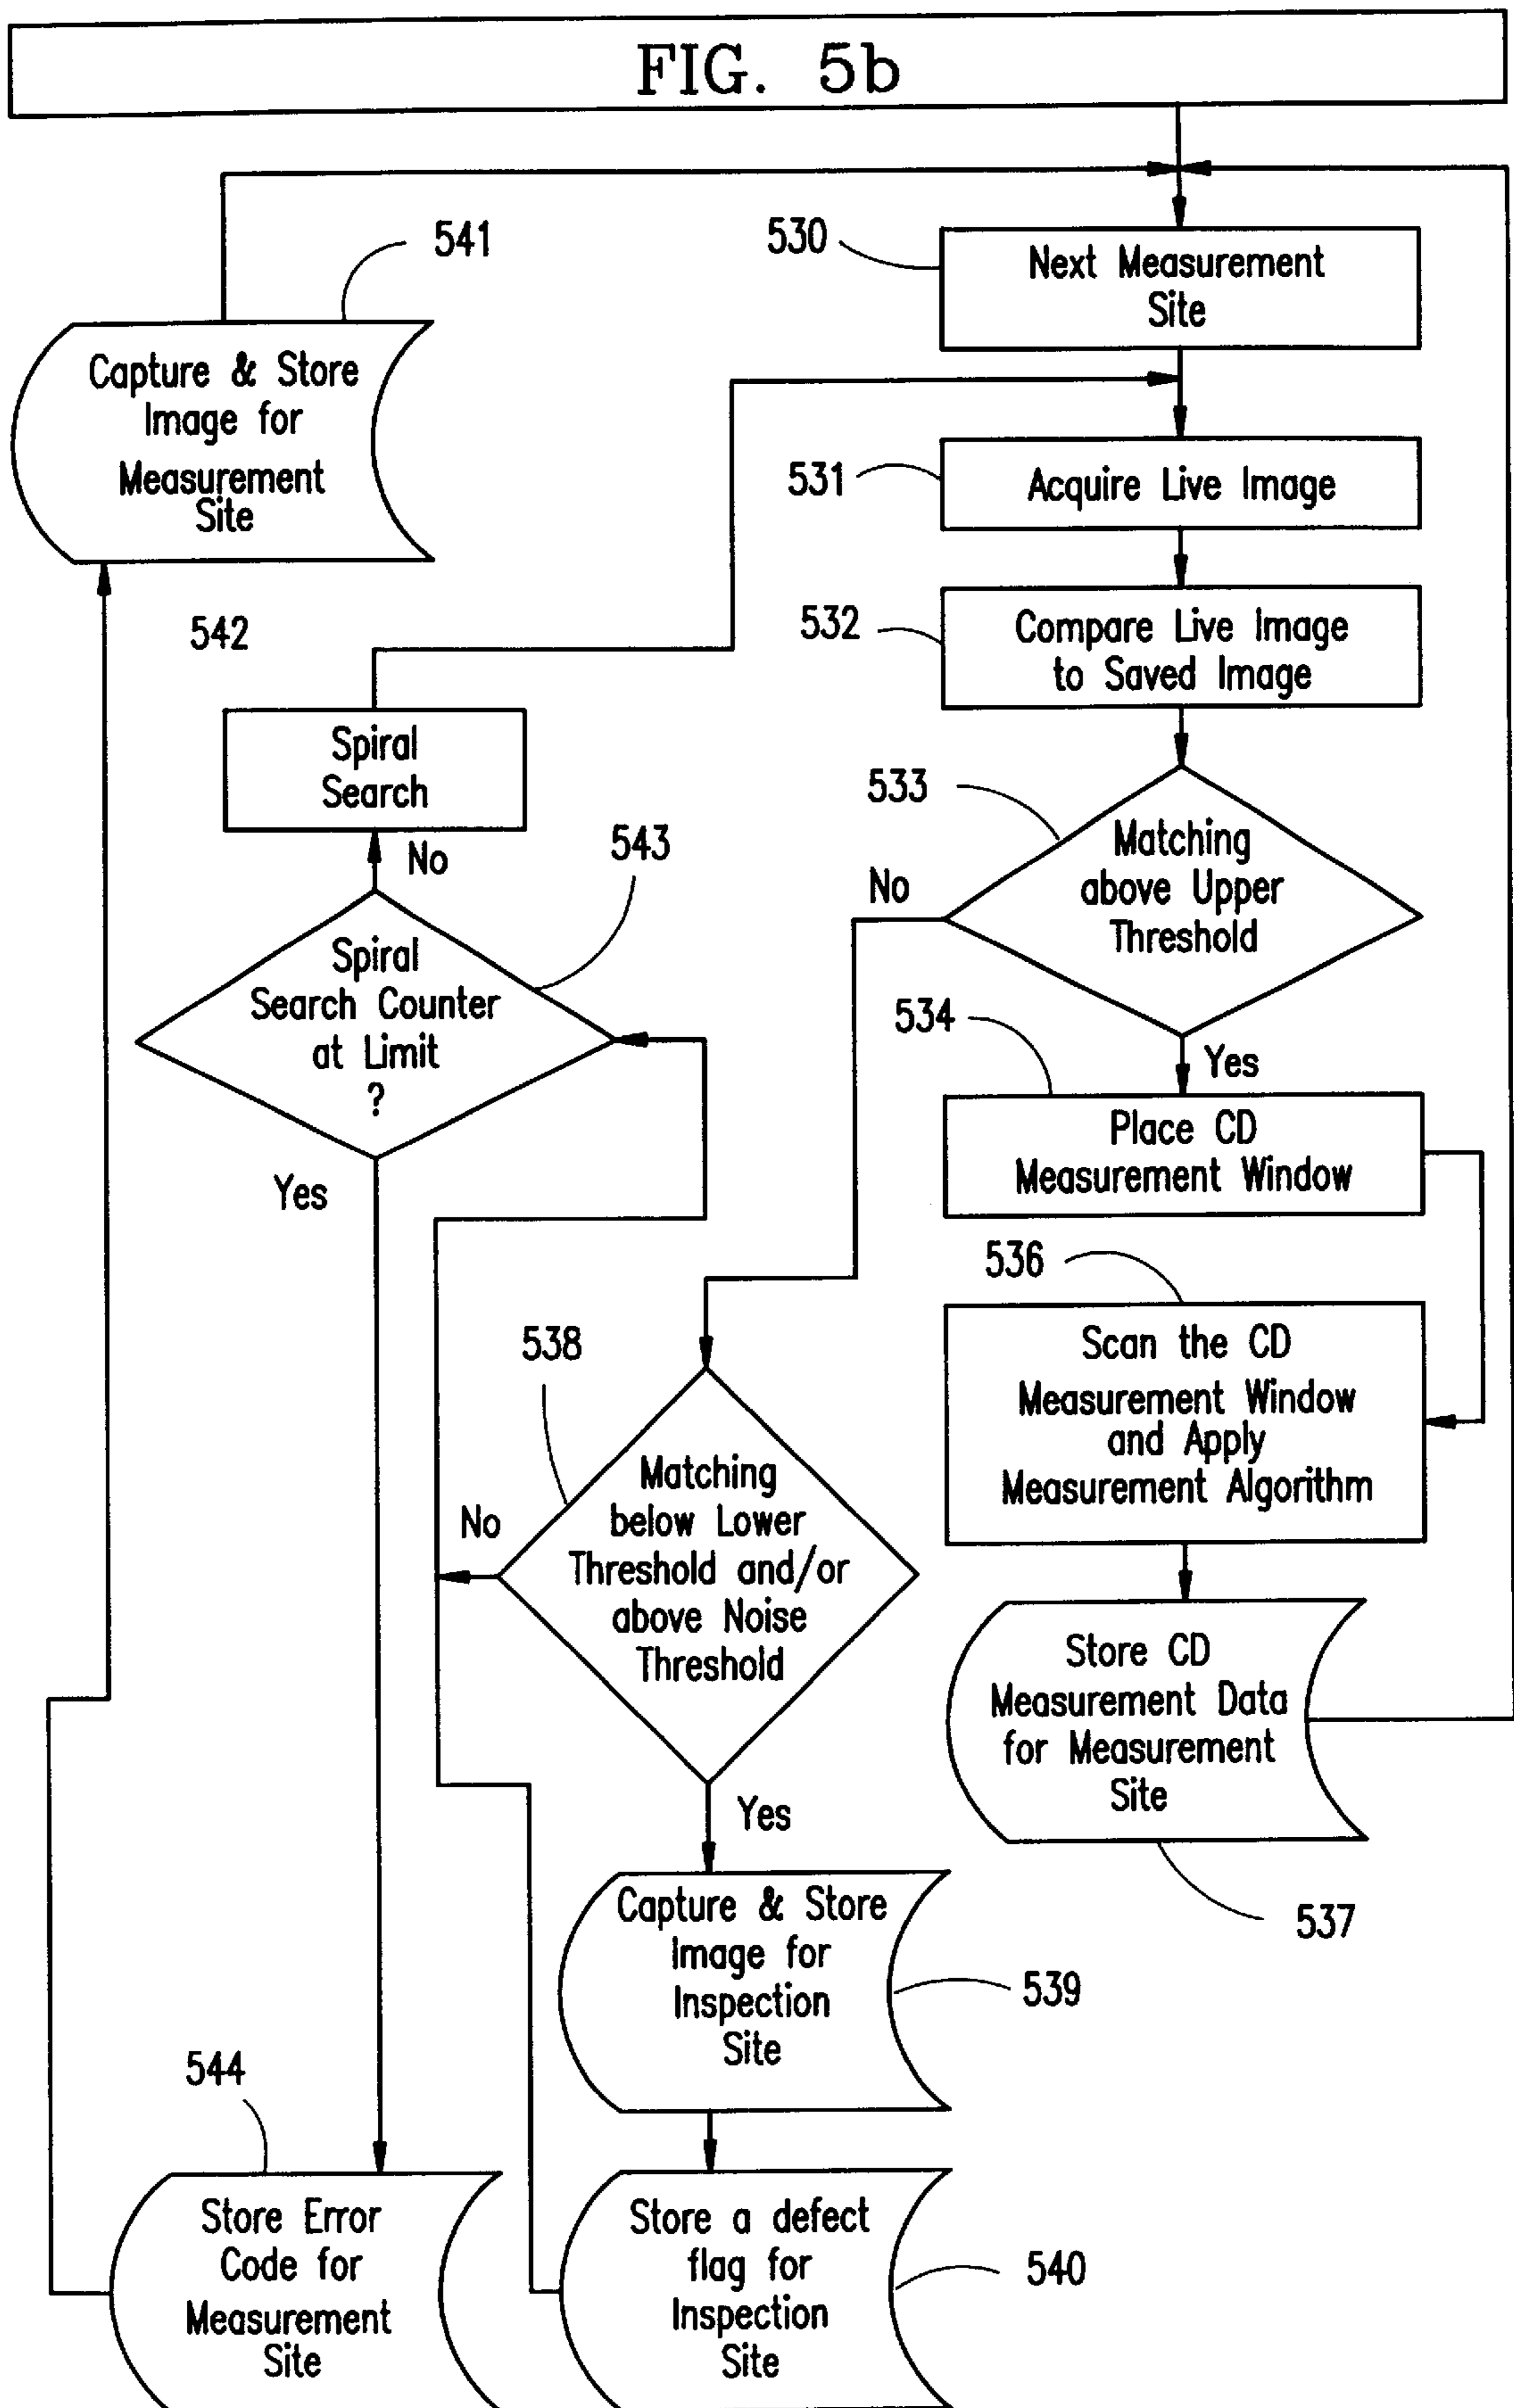 FIG. 5b
530
Next Measurement
Site
541
Capture & Store
Image for
Measurement
Site
531
Acquire Live Image
532
Compare Live Image
to Saved Image
542
Spiral
Search
No
533
Matching
above Upper
Threshold
No
Yes
543
Spiral
Search Counter
at Limit
?
Yes
534
Place CD
Measurement Window
536
Scan the CD
Measurement Window
and Apply
Measurement Algorithm
538
Matching
below Lower
Threshold and/or
above Noise
Threshold
No
Yes
Store CD
Measurement Data
for Measurement
Site
537
Capture & Store
Image for
Inspection
Site
539
544
Store Error
Code for
Measurement
Site
Store a defect
flag for
Inspection
Site
540